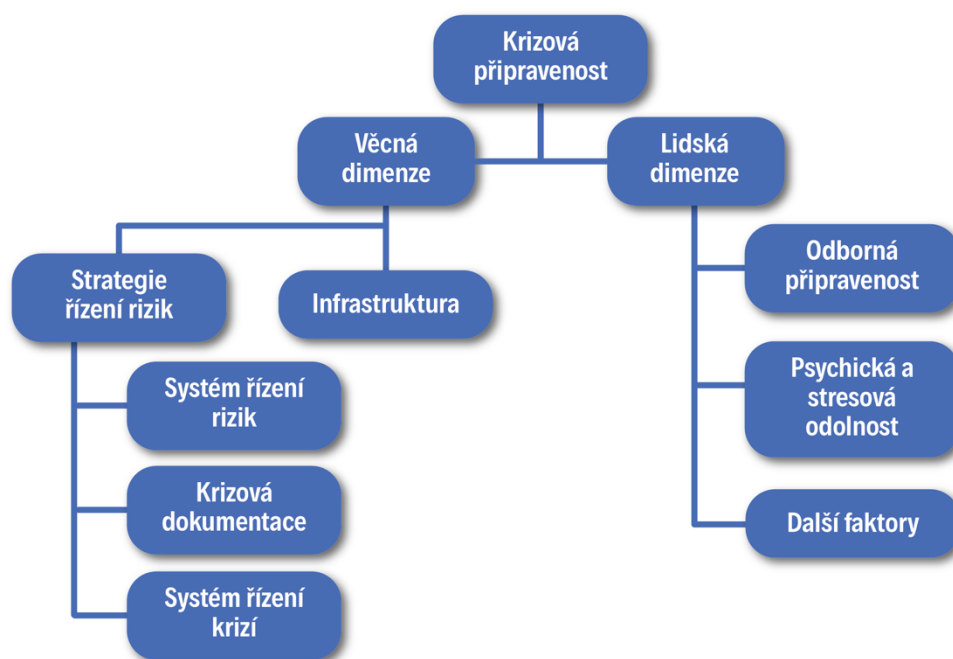 Krizová
připravenost
Věcná
dimenze
Lidská
dimenze
Strategie
řízení rizik
Infrastruktura
Systém řízení
rizik
Krizová
dokumentace
Systém řízení
krizí
Odborná
připravenost
Psychická a
stresová
odolnost
Další faktory